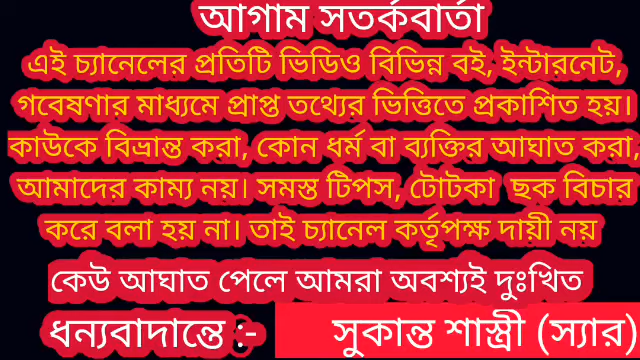 আগাম সতর্কবার্তা
এই চ্যানেলের প্রতিটি ভিডিও বিভিন্ন বই, ইন্টারনেট,
গবেষণার মাধ্যমে প্রাপ্ত তথ্যের ভিত্তিতে প্রকাশিত হয়।
কাউকে বিভ্রান্ত করা, কোন ধর্ম বা ব্যক্তির আঘাত করা,
আমাদের কাম্য নয়। সমস্ত টিপস, টোটকা ছক বিচার
করে বলা হয় না। তাই চ্যানেল কর্তৃপক্ষ দায়ী নয়
কেউ আঘাত পেলে আমরা অবশ্যই দুঃখিত
ধন্যবাদান্তে :- সুকান্ত শাস্ত্রী (স্যার)